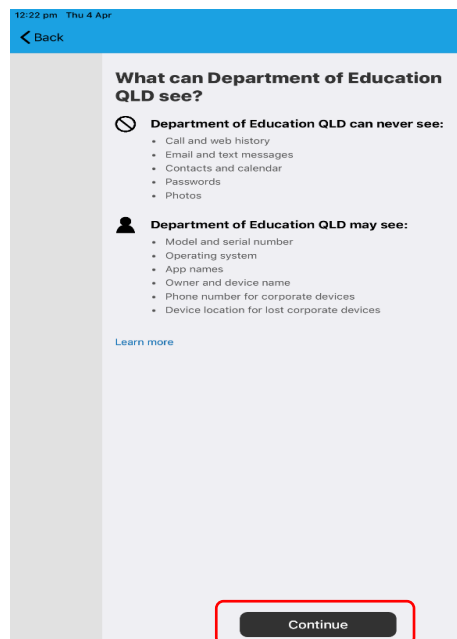 12:22 pm Thu 4 Apr
Back
What can Department of Education
QLD see?
Department of Education QLD can never see:
• Call and web history
• Email and text messages
• Contacts and calendar
• Passwords
• Photos
Department of Education QLD may see:
• Model and serial number
• Operating system
• App names
• Owner and device name
• Phone number for corporate devices
• Device location for lost corporate devices
Learn more
Continue